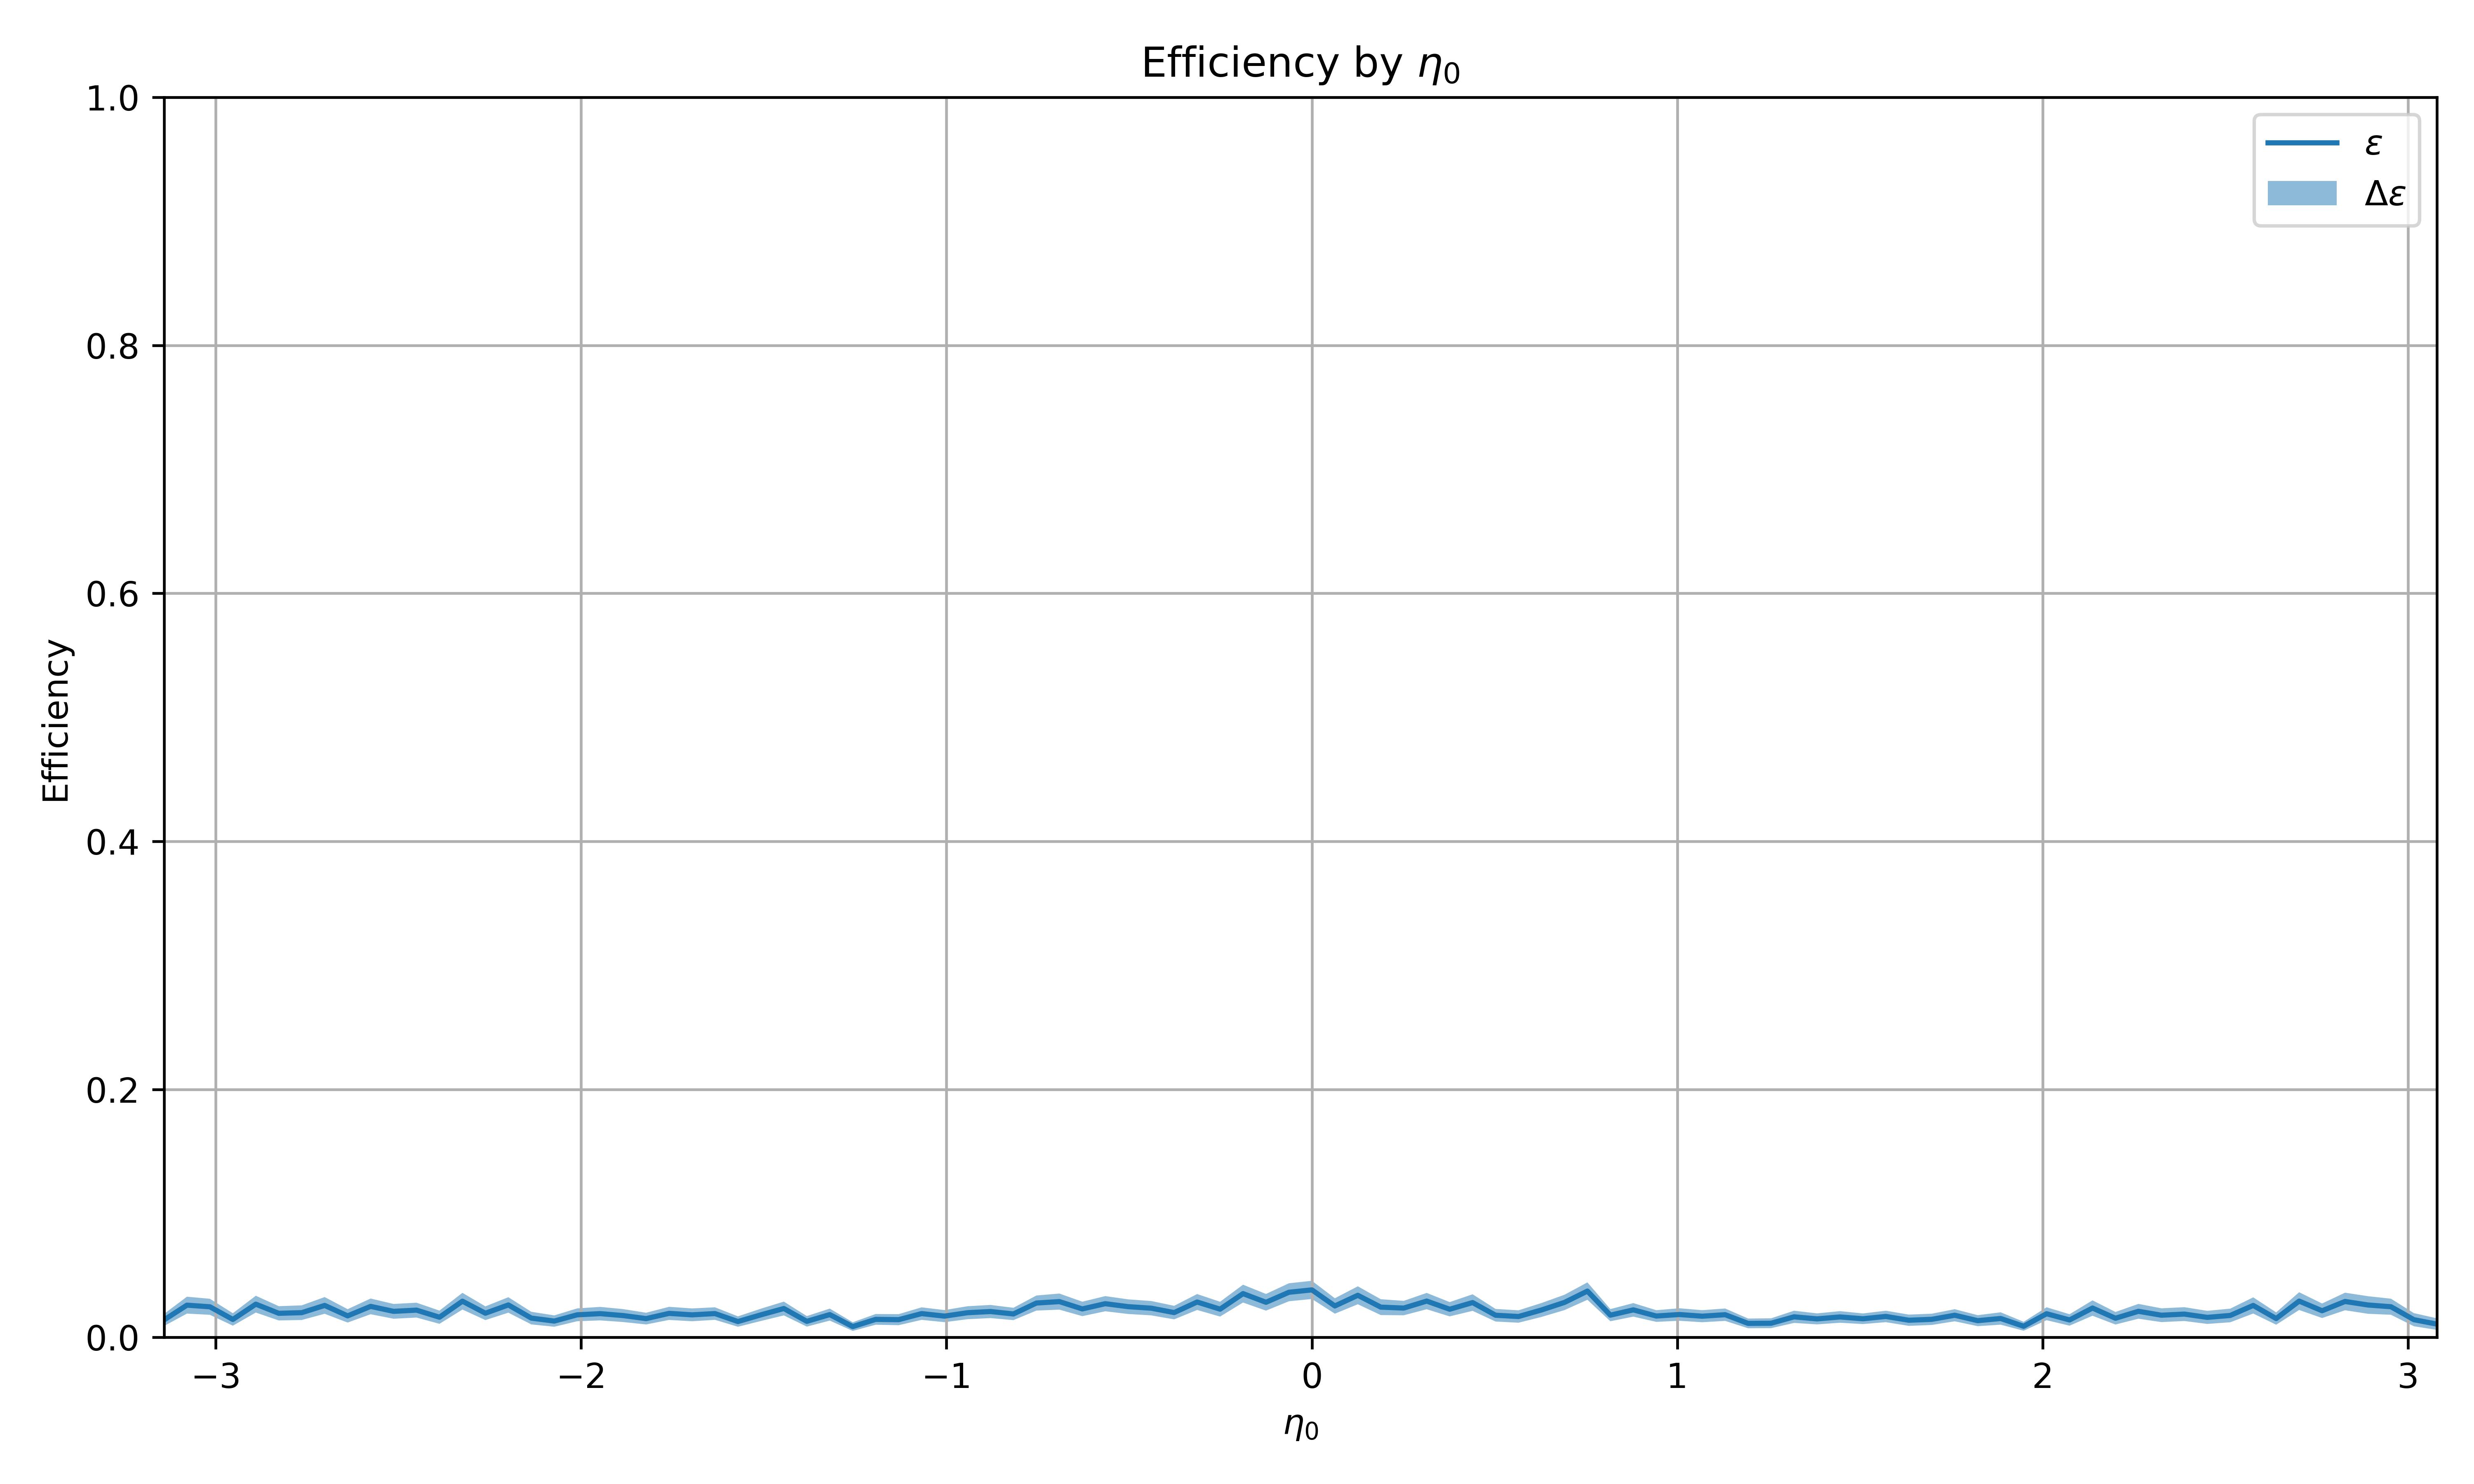 Efficiency by η₀
1.0
0.8
0.6
0.4
0.2
0.0
Efficiency
ε
Δε
−3
−2
−1
0
1
2
3
η₀